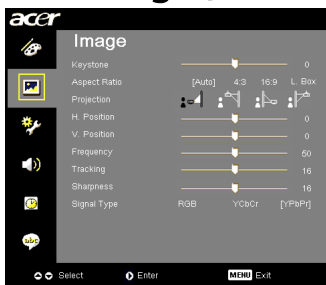 acer
Image
Keystone 0
Aspect Ratio [Auto] 4:3 16:9 L. Box
Projection
H. Position 0
V. Position 0
Frequency 50
Tracking 16
Sharpness 16
Signal Type RGB YCbCr [YPbPr]
abc
Select Enter MENU Exit